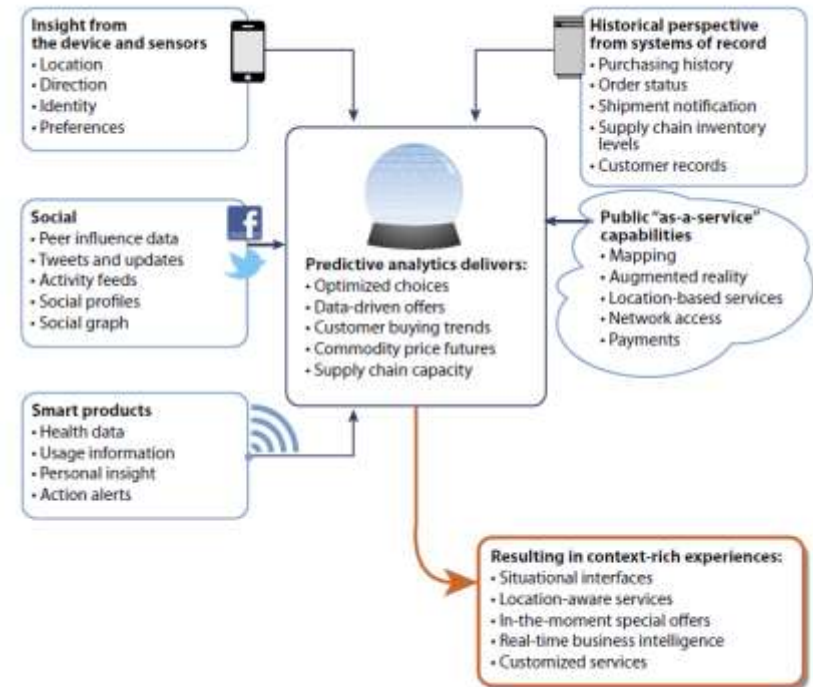 Insight from
the device and sensors
• Location
• Direction
• Identity
• Preferences
Historical perspective
from systems of record
• Purchasing history
• Order status
• Shipment notification
• Supply chain inventory
levels
• Customer records
Social
• Peer influence data
• Tweets and updates
• Activity feeds
• Social profiles
• Social graph
Predictive analytics delivers:
• Optimized choices
• Data-driven offers
• Customer buying trends
• Commodity price futures
• Supply chain capacity
Public "as-a-service"
capabilities
• Mapping
• Augmented reality
• Location-based services
• Network access
• Payments
Smart products
• Health data
• Usage information
• Personal insight
• Action alerts
Resulting in context-rich experiences:
• Situational interfaces
• Location-aware services
• In-the-moment special offers
• Real-time business intelligence
• Customized services